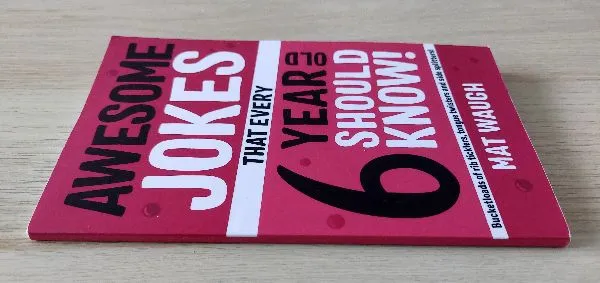 AWESOME
JOKES
THAT EVERY
6 YEAR OLD
SHOULD
KNOW!
Bucketloads of rib ticklers, tongue twisters and side splitters!
MAT WAUGH